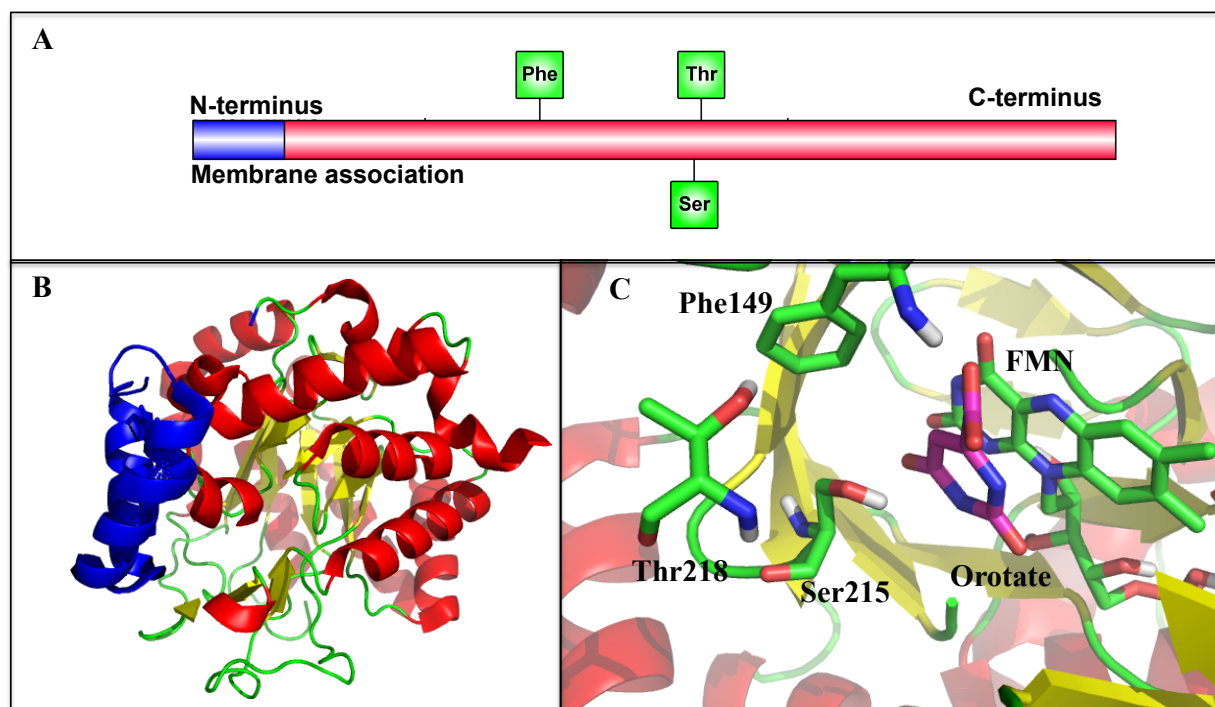 A
Phe
Thr
N-terminus
C-terminus
Membrane association
Ser
B
C
Phe149
FMN
Thr218
Ser215
Orotate